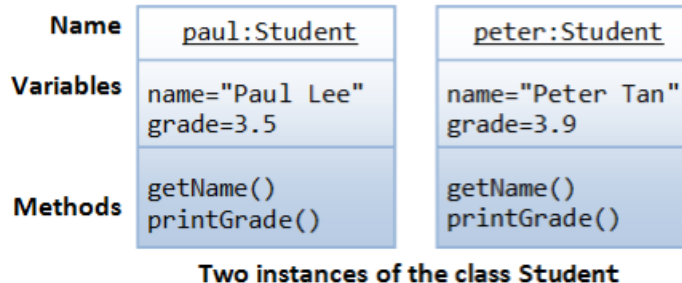 Name paul:Student peter:Student
Variables name="Paul Lee" name="Peter Tan"
grade=3.5 grade=3.9
getName() getName()
Methods printGrade() printGrade()
Two instances of the class Student